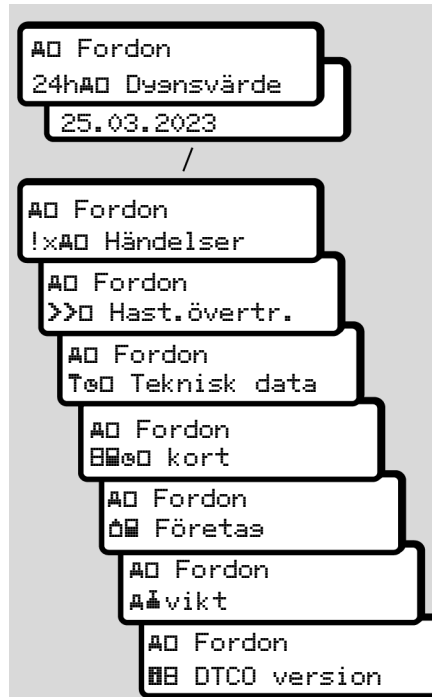 Fordon
24h Dygnsvärde
25.03.2023
/
Fordon
!x Händelser
Fordon
>> Hast.övertr.
Fordon
Teknisk data
Fordon
kort
Fordon
Företag
Fordon
vikt
Fordon
DTCO version